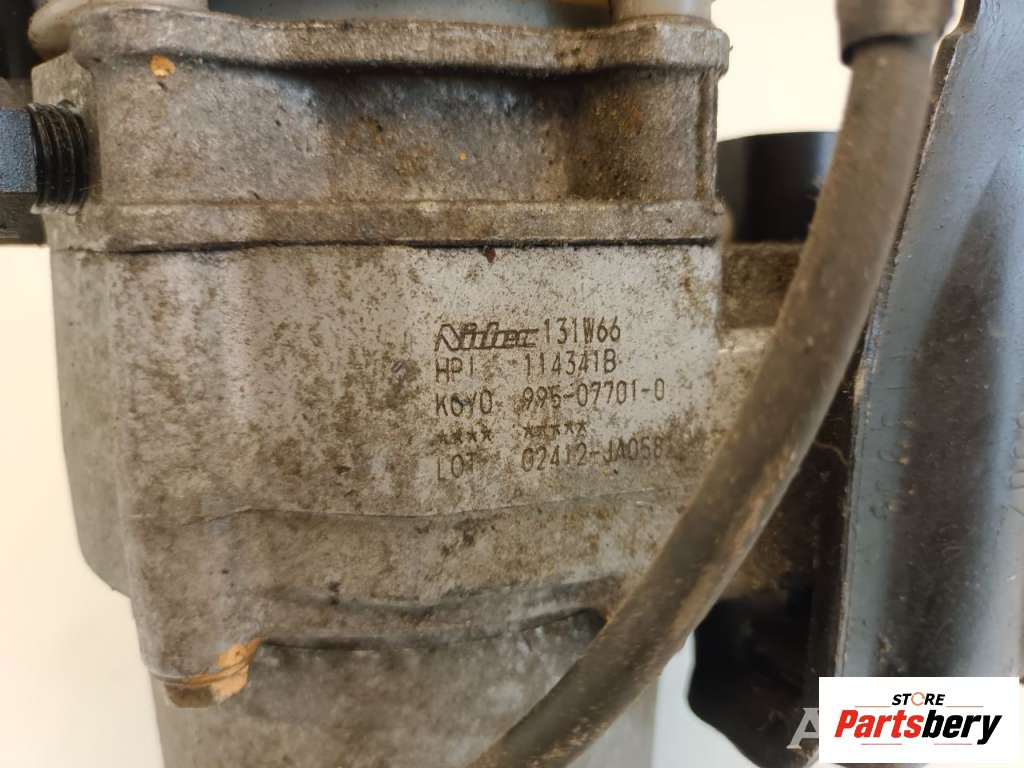 Nidec 131W66
HPI 114341B
KOYO 995-07701-0
**** *****
LOT 02412-JA058
STORE
Partsbery
A